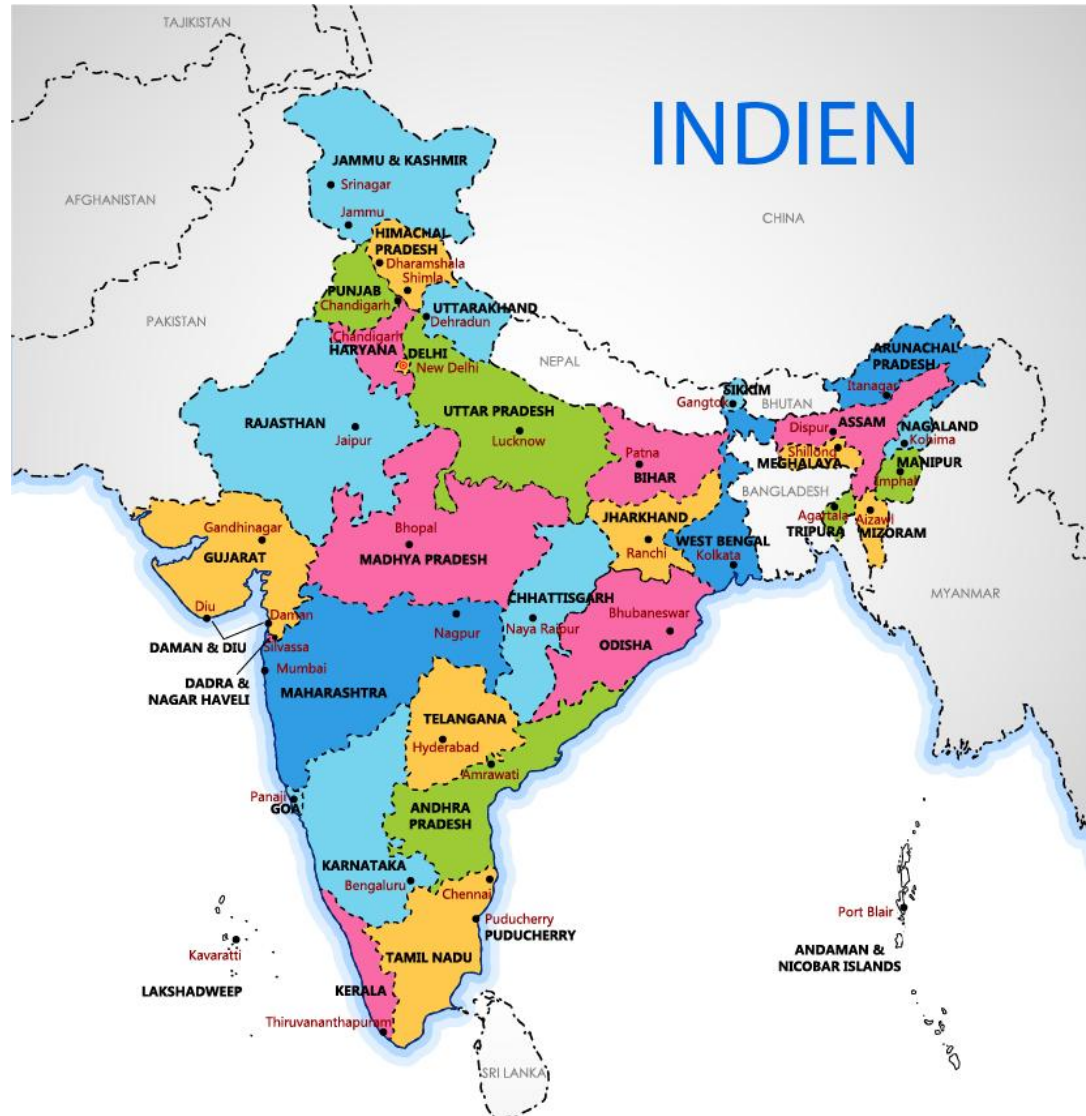 TAJIKISTAN
INDIEN
JAMMU & KASHMIR
Srinagar
AFGHANISTAN
Jammu
CHINA
HIMACHAL
PRADESH
Dharamshala
Shimla
PUNJAB
Chandigarh
UTTARAKHAND
Dehradun
PAKISTAN
Chandigarh
HARYANA
DELHI
New Delhi
NEPAL
ARUNACHAL
PRADESH
Itanagar
SIKKIM
Gangtok
BHUTAN
RAJASTHAN
Jaipur
UTTAR PRADESH
Lucknow
Dispur
ASSAM
NAGALAND
Kohima
Patna
BIHAR
Shillong
MEGHALAYA
MANIPUR
Imphal
BANGLADESH
Gandhinagar
GUJARAT
Bhopal
MADHYA PRADESH
JHARKHAND
Ranchi
WEST BENGAL
Kolkata
Agartala
TRIPURA
Aizawl
MIZORAM
MYANMAR
Diu
Daman
DAMAN & DIU
Silvassa
DADRA &
NAGAR HAVELI
Mumbai
MAHARASHTRA
Nagpur
CHHATTISGARH
Naya Raipur
Bhubaneswar
ODISHA
TELANGANA
Hyderabad
Amrawati
Panaji
GOA
ANDHRA
PRADESH
KARNATAKA
Bengaluru
Chennai
Puducherry
PUDUCHERRY
Port Blair
ANDAMAN &
NICOBAR ISLANDS
Kavaratti
LAKSHADWEEP
TAMIL NADU
KERALA
Thiruvananthapuram
SRI LANKA